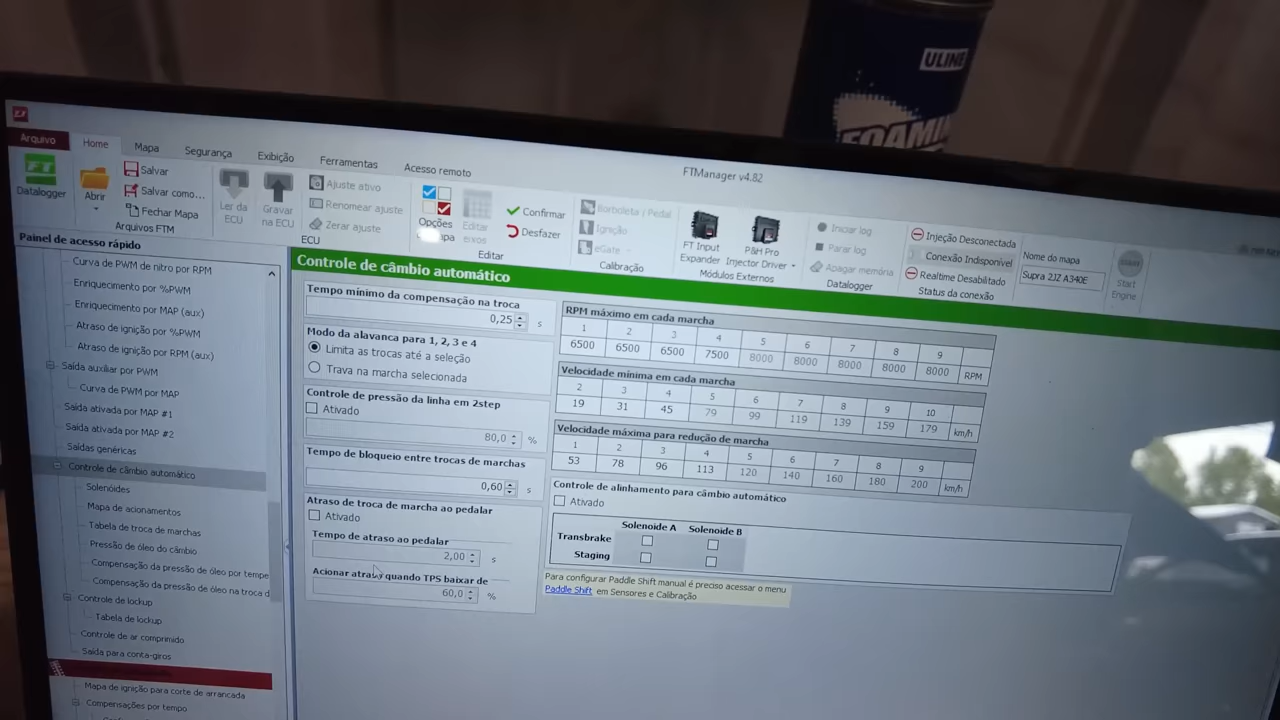 ULINE
FOAMIN
FTManager v4.82
Arquivo
Home
Mapa
Segurança
Exibição
Ferramentas
Acesso remoto
FT
Datalogger
Abrir
Salvar
Salvar como...
Fechar Mapa
Arquivos FTM
Ler da ECU
Gravar na ECU
Ajuste ativo
Renomear ajuste
Zerar ajuste
ECU
Opções
Editar eixos
Confirmar
Desfazer
Editar
Borboleta / Pedal
Ignição
eGate
Calibração
FT Input Expander
P&H Pro Injector Driver
Módulos Externos
Iniciar log
Parar log
Apagar memória
Datalogger
Injeção Desconectada
Conexão Indisponível
Realtime Desabilitado
Status da conexão
Nome do mapa
Supra 2JZ A340E
Start Engine
Painel de acesso rápido
Curva de PWM de nitro por RPM
Enriquecimento por %PWM
Enriquecimento por MAP (aux)
Atraso de ignição por %PWM
Atraso de ignição por RPM (aux)
Saída auxiliar por PWM
Curva de PWM por MAP
Saída ativada por MAP #1
Saída ativada por MAP #2
Saídas genéricas
Controle de câmbio automático
Solenóides
Mapa de acionamentos
Tabela de troca de marchas
Pressão de óleo do câmbio
Compensação da pressão de óleo por tempe
Compensação da pressão de óleo na troca d
Controle de lockup
Tabela de lockup
Controle de ar comprimido
Saída para conta-giros
Mapa de ignição para corte de arrancada
Compensações por tempo
Controle de câmbio automático
Tempo mínimo da compensação na troca
0,25 s
Modo da alavanca para 1, 2, 3 e 4
Limita as trocas até a seleção
Trava na marcha selecionada
Controle de pressão da linha em 2step
Ativado
80,0 %
Tempo de bloqueio entre trocas de marchas
0,60 s
Atraso de troca de marcha ao pedalar
Ativado
Tempo de atraso ao pedalar
2,00 s
Acionar atraso quando TPS baixar de
60,0 %
RPM máximo em cada marcha
1 2 3 4 5 6 7 8 9
6500 6500 6500 7500 8000 8000 8000 8000 8000 RPM
Velocidade mínima em cada marcha
2 3 4 5 6 7 8 9 10
19 31 45 79 99 119 139 159 179 km/h
Velocidade máxima para redução de marcha
1 2 3 4 5 6 7 8 9
53 78 96 113 120 140 160 180 200 km/h
Controle de alinhamento para câmbio automático
Ativado
Solenoide A Solenoide B
Transbrake
Staging
Para configurar Paddle Shift manual é preciso acessar o menu
Paddle Shift em Sensores e Calibração